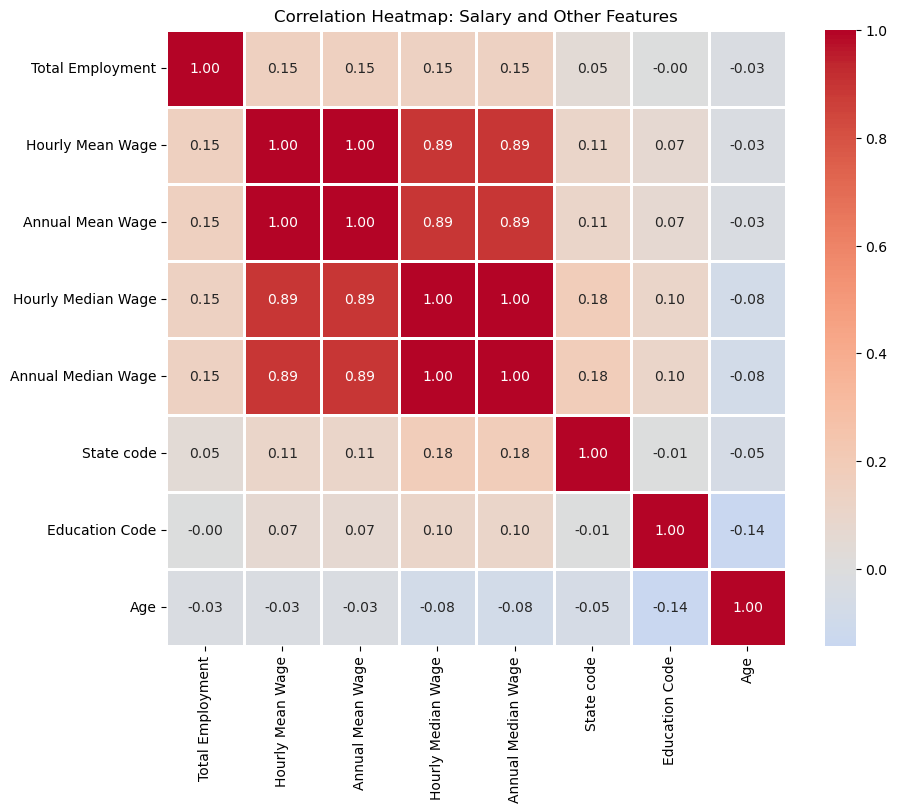 Correlation Heatmap: Salary and Other Features
Total Employment 1.00 0.15 0.15 0.15 0.15 0.05 -0.00 -0.03
Hourly Mean Wage 0.15 1.00 1.00 0.89 0.89 0.11 0.07 -0.03
Annual Mean Wage 0.15 1.00 1.00 0.89 0.89 0.11 0.07 -0.03
Hourly Median Wage 0.15 0.89 0.89 1.00 1.00 0.18 0.10 -0.08
Annual Median Wage 0.15 0.89 0.89 1.00 1.00 0.18 0.10 -0.08
State code 0.05 0.11 0.11 0.18 0.18 1.00 -0.01 -0.05
Education Code -0.00 0.07 0.07 0.10 0.10 -0.01 1.00 -0.14
Age -0.03 -0.03 -0.03 -0.08 -0.08 -0.05 -0.14 1.00
Total Employment
Hourly Mean Wage
Annual Mean Wage
Hourly Median Wage
Annual Median Wage
State code
Education Code
Age
1.0
0.8
0.6
0.4
0.2
0.0